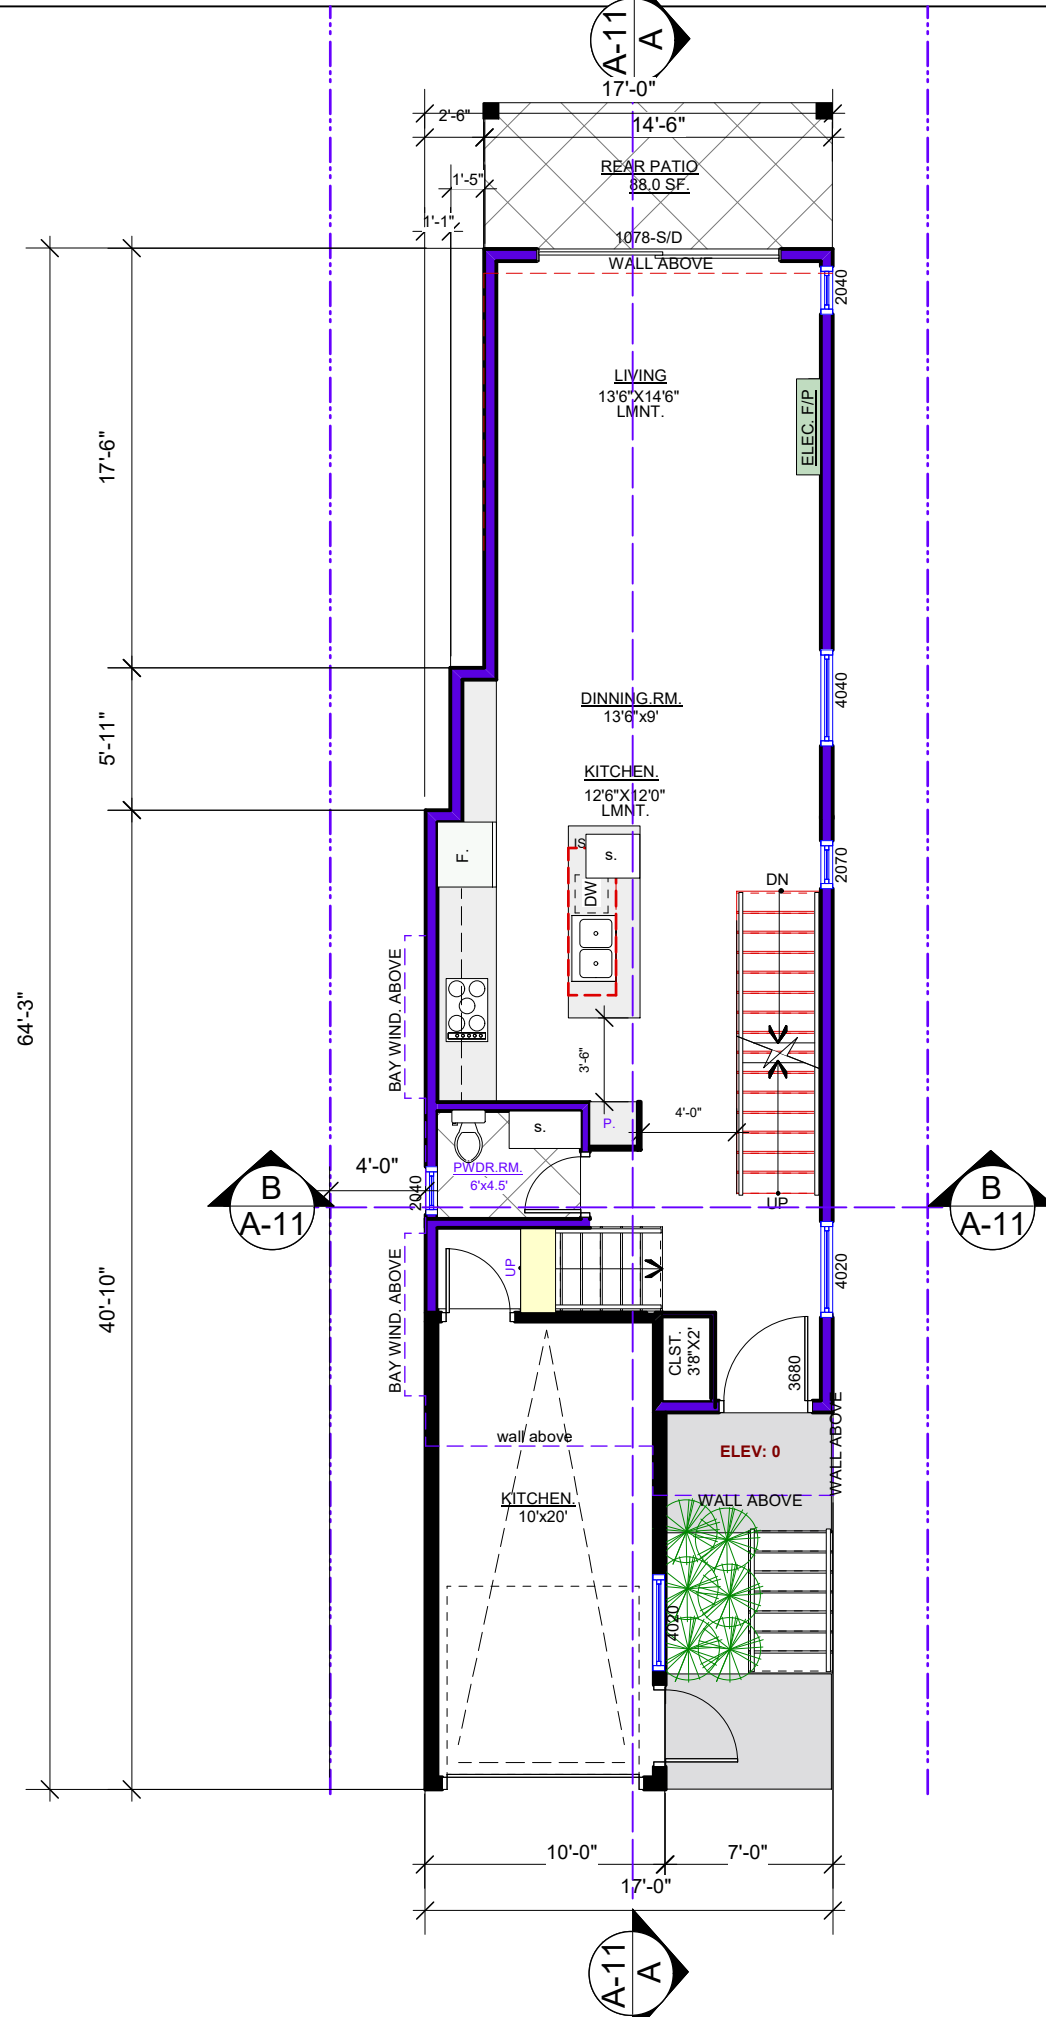 A-11
A
17'-0"
2'-6"
14'-6"
REAR PATIO
88.0 SF.
1'-5"
1'-1"
1078-S/D
WALL ABOVE
2040
LIVING
13'6"X14'6"
LMNT.
ELEC. F/P
17'-6"
DINNING.RM.
13'6"x9'
4040
5'-11"
KITCHEN.
12'6"X12'0"
LMNT.
IS
s.
F.
DW
2070
DN
BAY WIND. ABOVE
64'-3"
3'-6"
P.
4'-0"
s.
PWDR.RM.
6'x4.5'
4'-0"
2040
UP
B
A-11
B
A-11
UP
4020
BAY WIND. ABOVE
40'-10"
CLST.
3'8"X2'
3680
wall above
ELEV: 0
WALL ABOVE
WALL ABOVE
KITCHEN.
10'x20'
4020
10'-0"
7'-0"
17'-0"
A-11
A